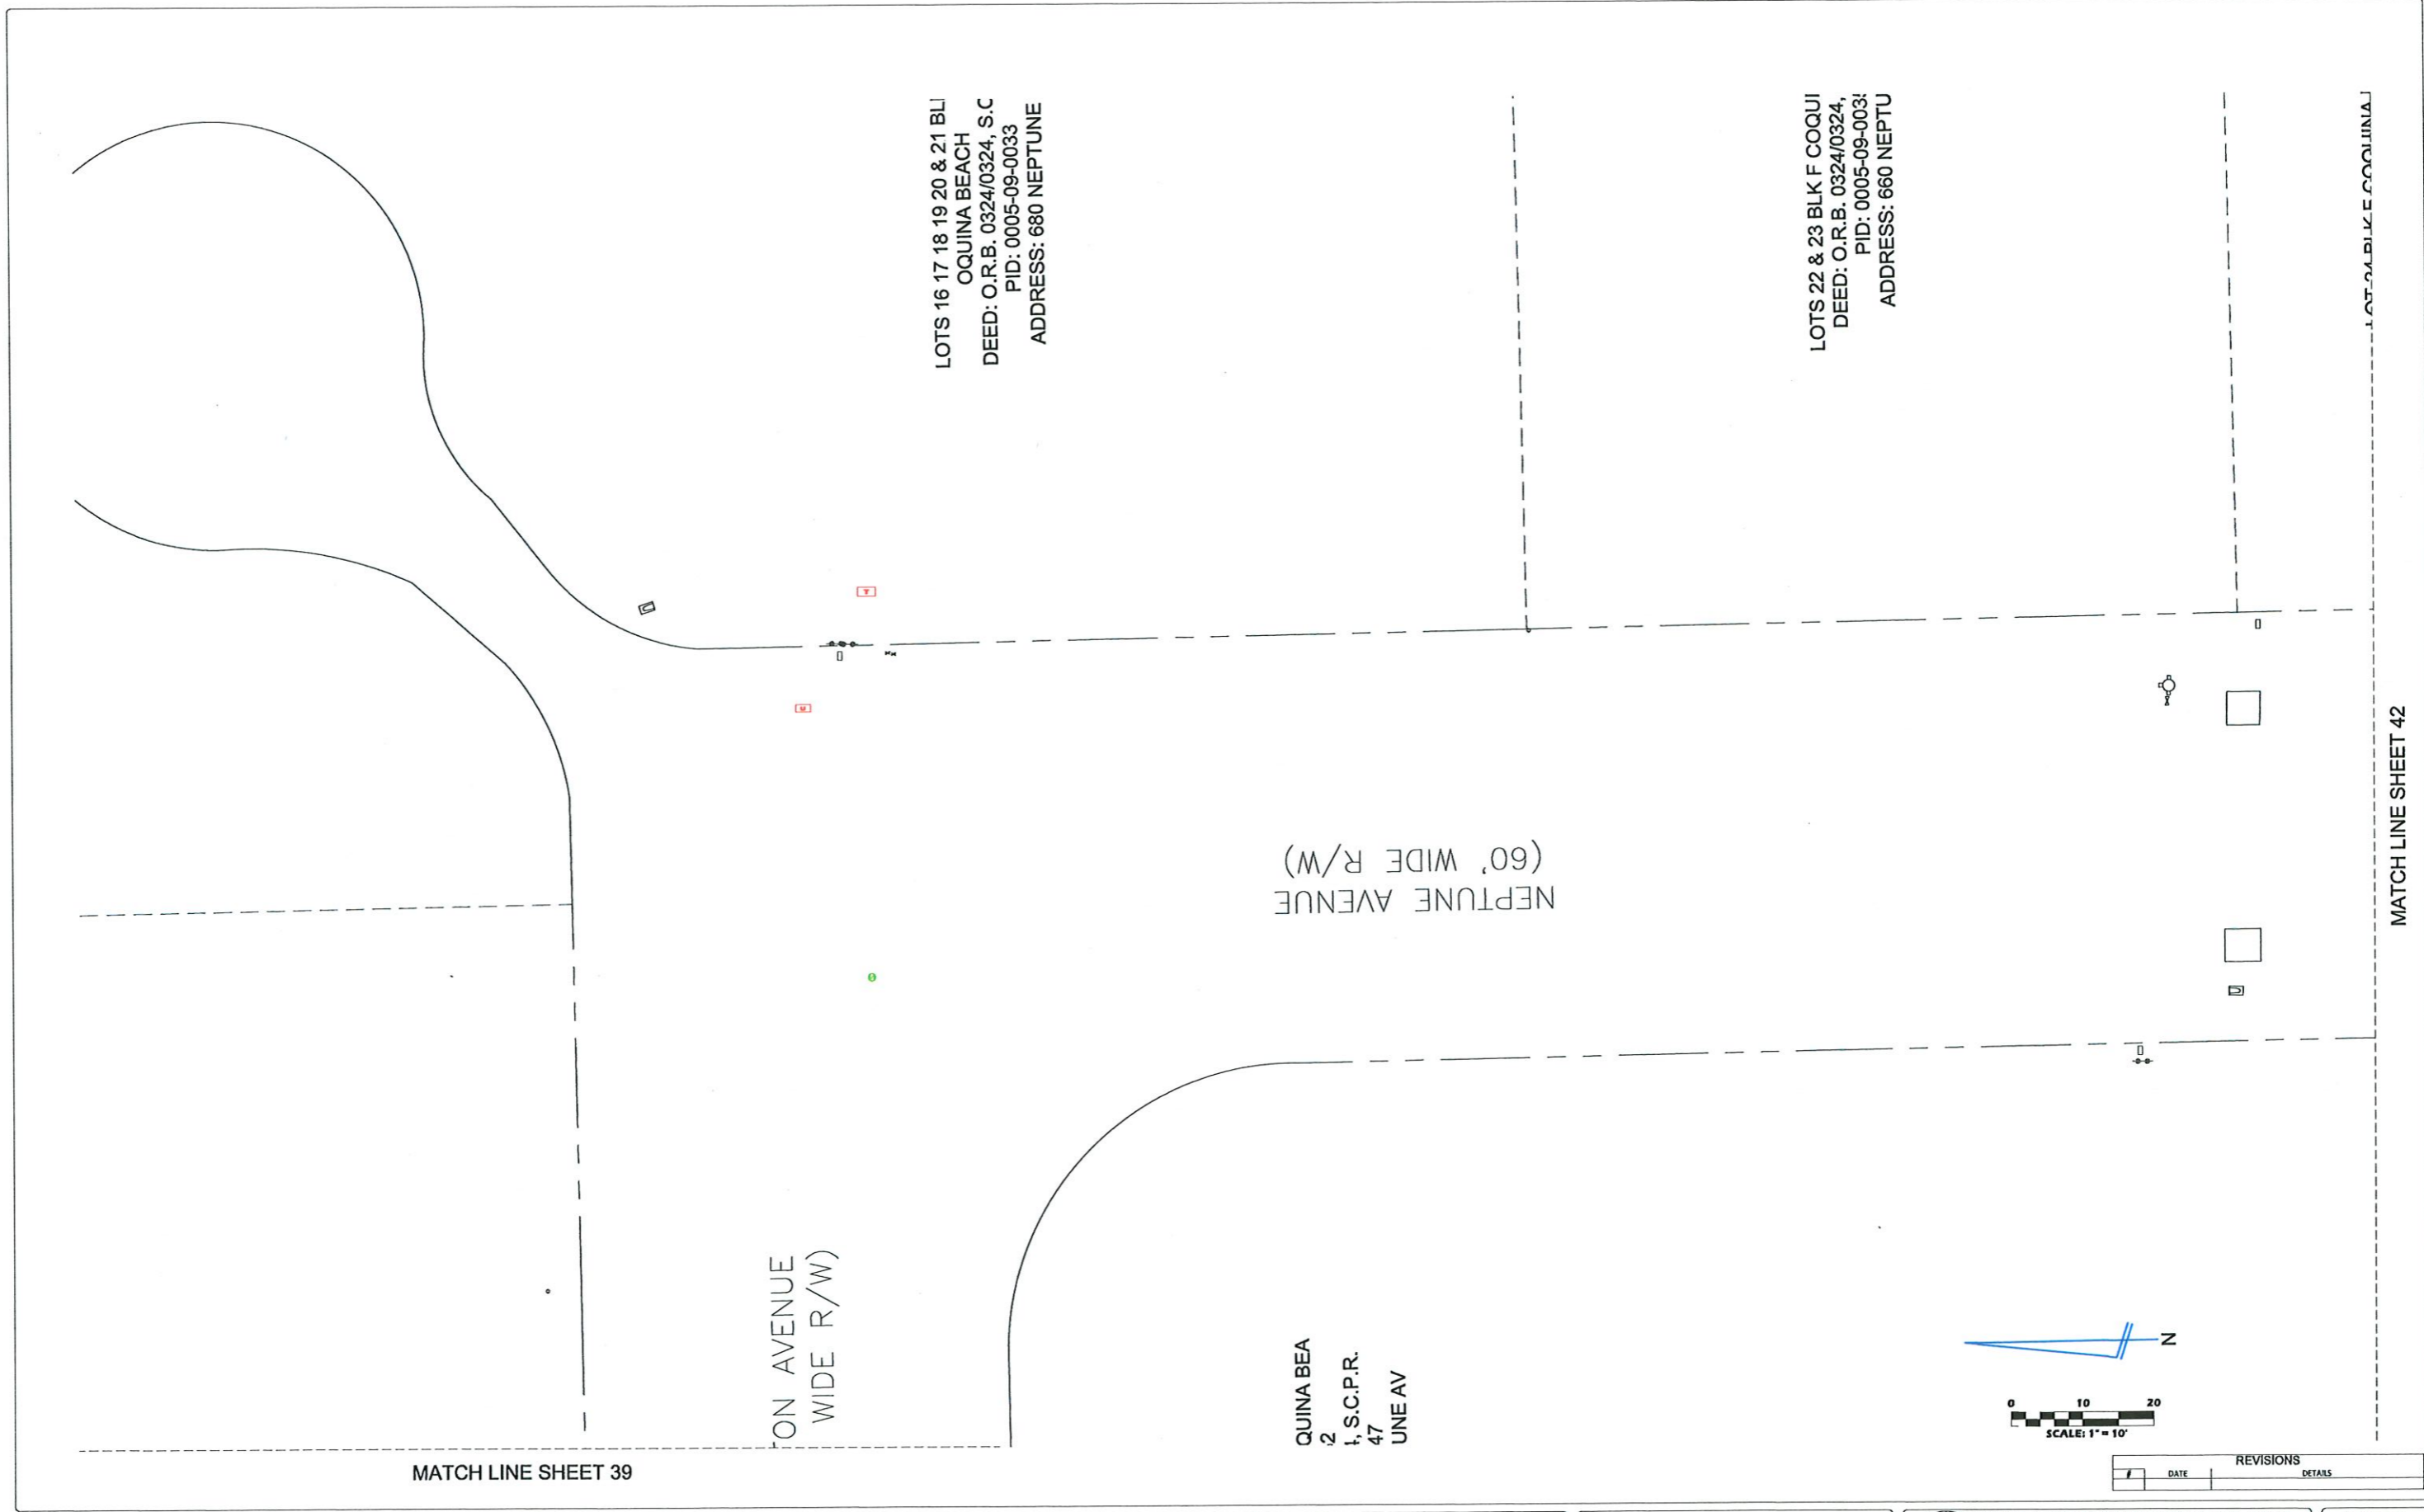 LOTS 16 17 18 19 20 & 21 BL
OQUINA BEACH
DEED: O.R.B. 0324/0324, S.C
PID: 0005-09-0033
ADDRESS: 680 NEPTUNE
LOTS 22 & 23 BLK F COQUI
DEED: O.R.B. 0324/0324,
PID: 0005-09-003
ADDRESS: 660 NEPTU
NEPTUNE AVENUE
(60' WIDE R/W)
MATCH LINE SHEET 42
ON AVENUE
WIDE R/W)
QUINA BEA
2
, S.C.P.R.
47
UNE AV
N
0 10 20
SCALE: 1" = 10'
MATCH LINE SHEET 39
REVISIONS
# DATE DETAILS